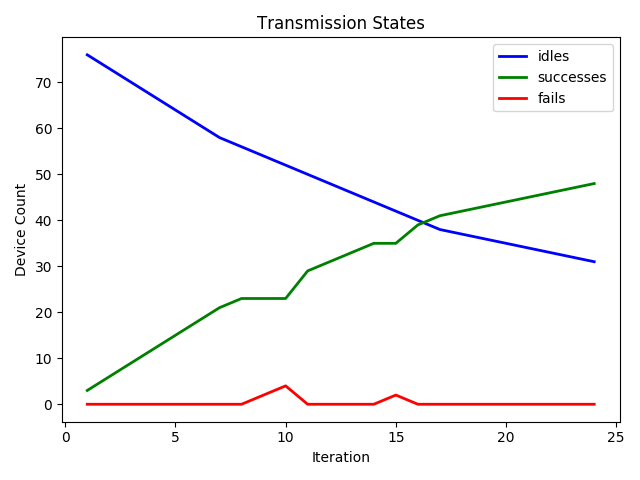 Transmission States
idles
successes
fails
Device Count
70
60
50
40
30
20
10
0
0 5 10 15 20 25
Iteration